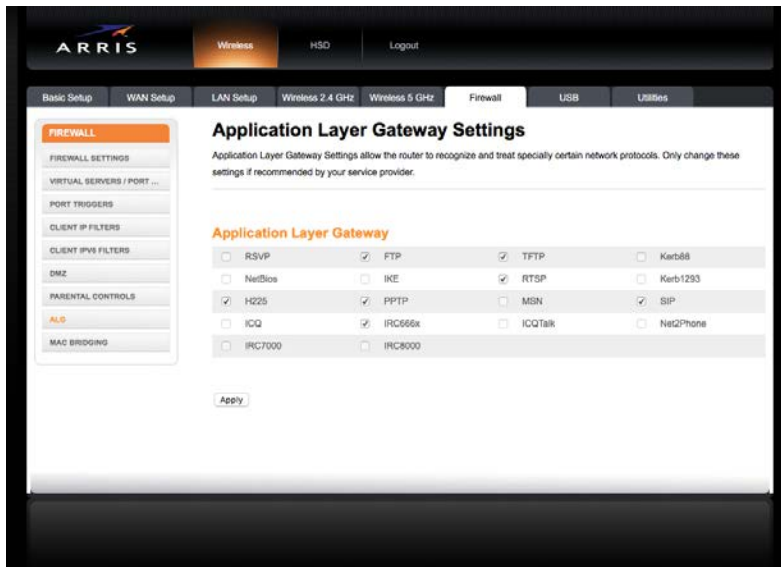 ARRIS
Wireless HSD Logout
Basic Setup WAN Setup LAN Setup Wireless 2.4 GHz Wireless 5 GHz Firewall USB Utilities
FIREWALL
FIREWALL SETTINGS
VIRTUAL SERVERS / PORT ...
PORT TRIGGERS
CLIENT IP FILTERS
CLIENT IPV6 FILTERS
DMZ
PARENTAL CONTROLS
ALG
MAC BRIDGING
Application Layer Gateway Settings
Application Layer Gateway Settings allow the router to recognize and treat specially certain network protocols. Only change these
settings if recommended by your service provider.
Application Layer Gateway
RSVP FTP TFTP Kerb88
NetBios IKE RTSP Kerb1293
H225 PPTP MSN SIP
ICQ IRC666x ICQTalk Net2Phone
IRC7000 IRC8000
Apply